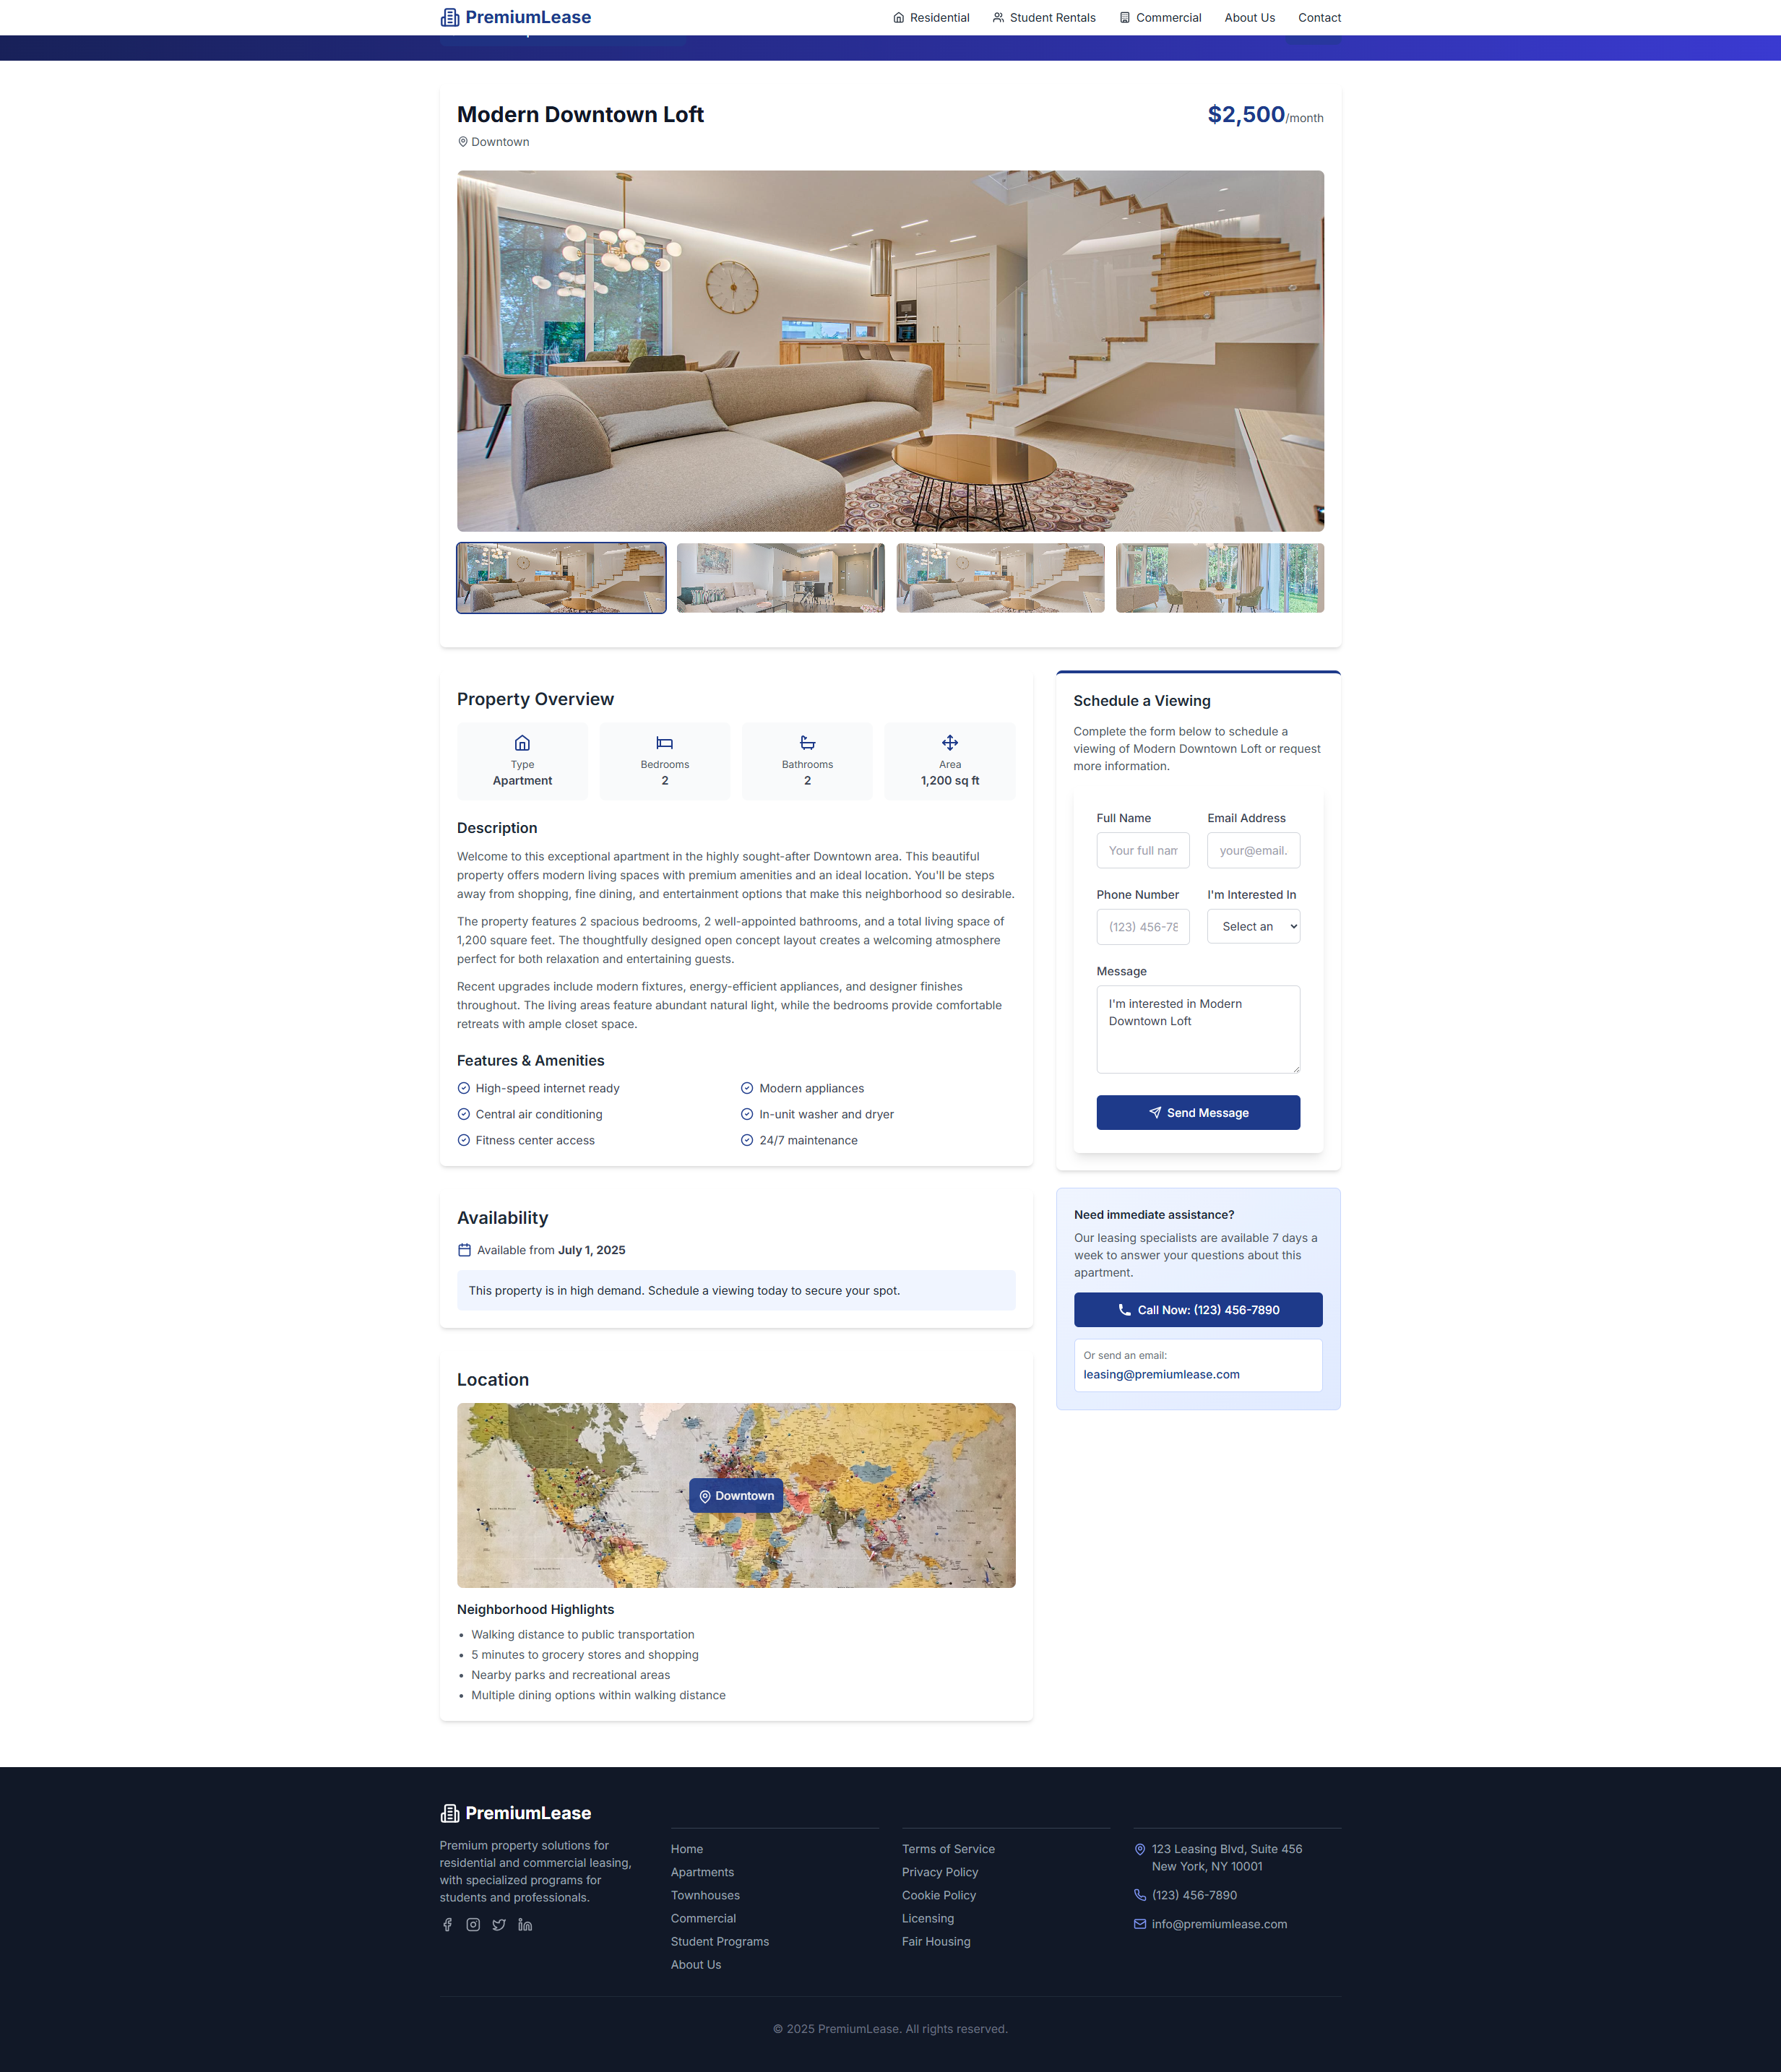 PremiumLease
Residential
Student Rentals
Commercial
About Us
Contact
Modern Downtown Loft
$2,500/month
Downtown
Property Overview
Type
Apartment
Bedrooms
2
Bathrooms
2
Area
1,200 sq ft
Description
Welcome to this exceptional apartment in the highly sought-after Downtown area. This beautiful
property offers modern living spaces with premium amenities and an ideal location. You'll be steps
away from shopping, fine dining, and entertainment options that make this neighborhood so desirable.
The property features 2 spacious bedrooms, 2 well-appointed bathrooms, and a total living space of
1,200 square feet. The thoughtfully designed open concept layout creates a welcoming atmosphere
perfect for both relaxation and entertaining guests.
Recent upgrades include modern fixtures, energy-efficient appliances, and designer finishes
throughout. The living areas feature abundant natural light, while the bedrooms provide comfortable
retreats with ample closet space.
Features & Amenities
High-speed internet ready
Modern appliances
Central air conditioning
In-unit washer and dryer
Fitness center access
24/7 maintenance
Availability
Available from July 1, 2025
This property is in high demand. Schedule a viewing today to secure your spot.
Location
Downtown
Neighborhood Highlights
• Walking distance to public transportation
• 5 minutes to grocery stores and shopping
• Nearby parks and recreational areas
• Multiple dining options within walking distance
Schedule a Viewing
Complete the form below to schedule a
viewing of Modern Downtown Loft or request
more information.
Full Name
Email Address
Your full nam
your@email.
Phone Number
I'm Interested In
(123) 456-78
Select an
Message
I'm interested in Modern
Downtown Loft
Send Message
Need immediate assistance?
Our leasing specialists are available 7 days a
week to answer your questions about this
apartment.
Call Now: (123) 456-7890
Or send an email:
leasing@premiumlease.com
PremiumLease
Premium property solutions for
residential and commercial leasing,
with specialized programs for
students and professionals.
Home
Apartments
Townhouses
Commercial
Student Programs
About Us
Terms of Service
Privacy Policy
Cookie Policy
Licensing
Fair Housing
123 Leasing Blvd, Suite 456
New York, NY 10001
(123) 456-7890
info@premiumlease.com
© 2025 PremiumLease. All rights reserved.